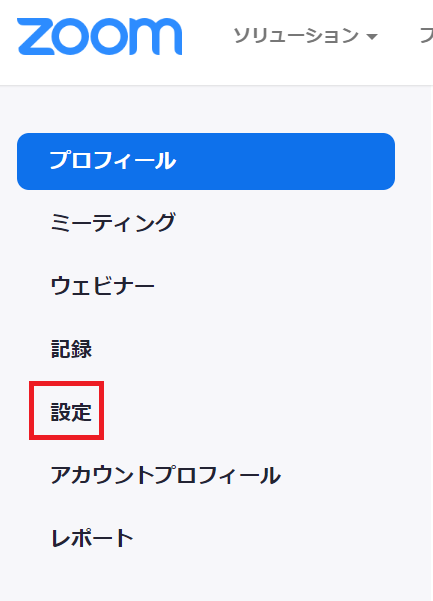 zoom
ソリューション
プロフィール
ミーティング
ウェビナー
記録
設定
アカウントプロフィール
レポート